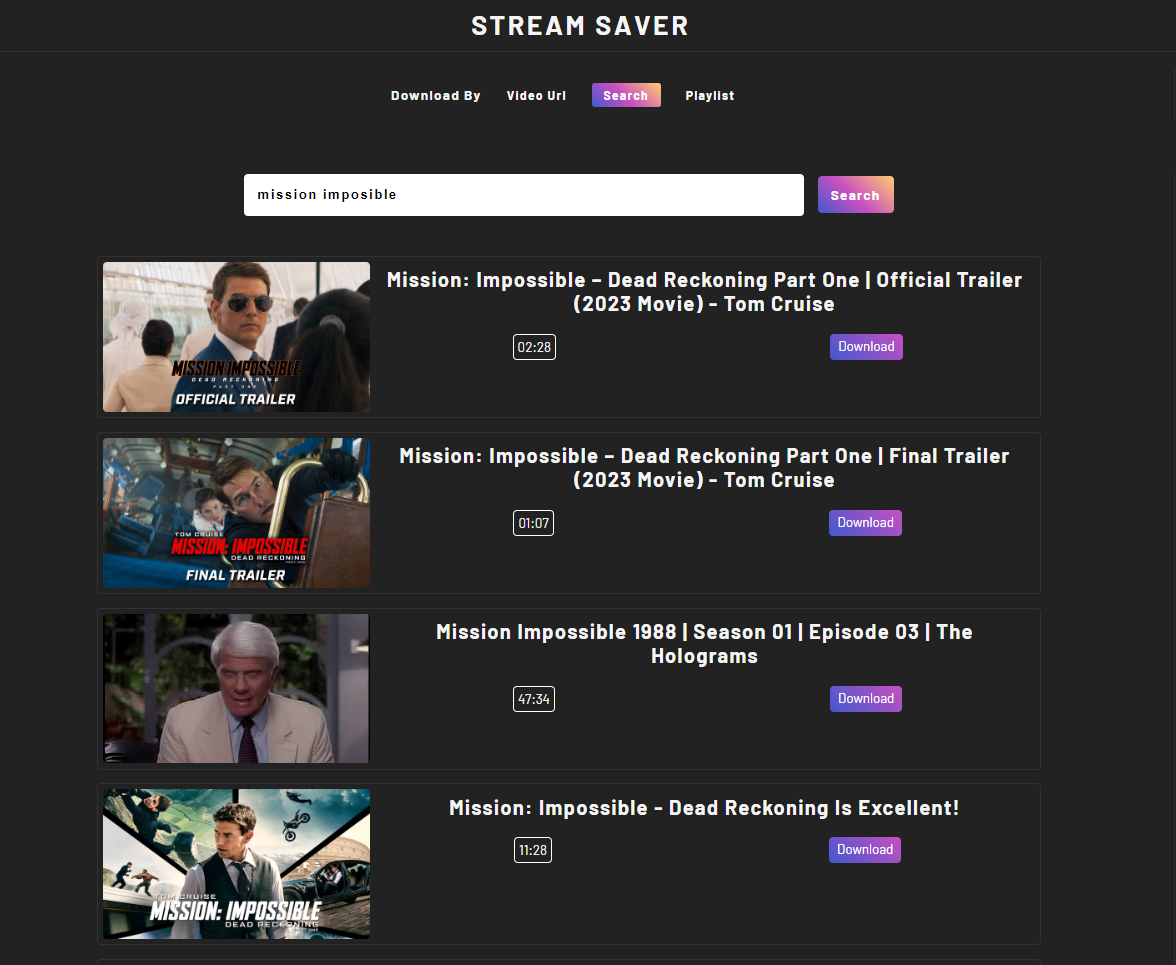 STREAM SAVER
Download By Video Url Search Playlist
mission imposible Search
Mission: Impossible – Dead Reckoning Part One | Official Trailer
(2023 Movie) - Tom Cruise
02:28 Download
MISSION IMPOSSIBLE
DEAD RECKONING
PART ONE
OFFICIAL TRAILER
Mission: Impossible – Dead Reckoning Part One | Final Trailer
(2023 Movie) - Tom Cruise
01:07 Download
TOM CRUISE
MISSION: IMPOSSIBLE
DEAD RECKONING
PART ONE
FINAL TRAILER
Mission Impossible 1988 | Season 01 | Episode 03 | The
Holograms
47:34 Download
Mission: Impossible - Dead Reckoning Is Excellent!
11:28 Download
TOM CRUISE
MISSION: IMPOSSIBLE
DEAD RECKONING
PART ONE